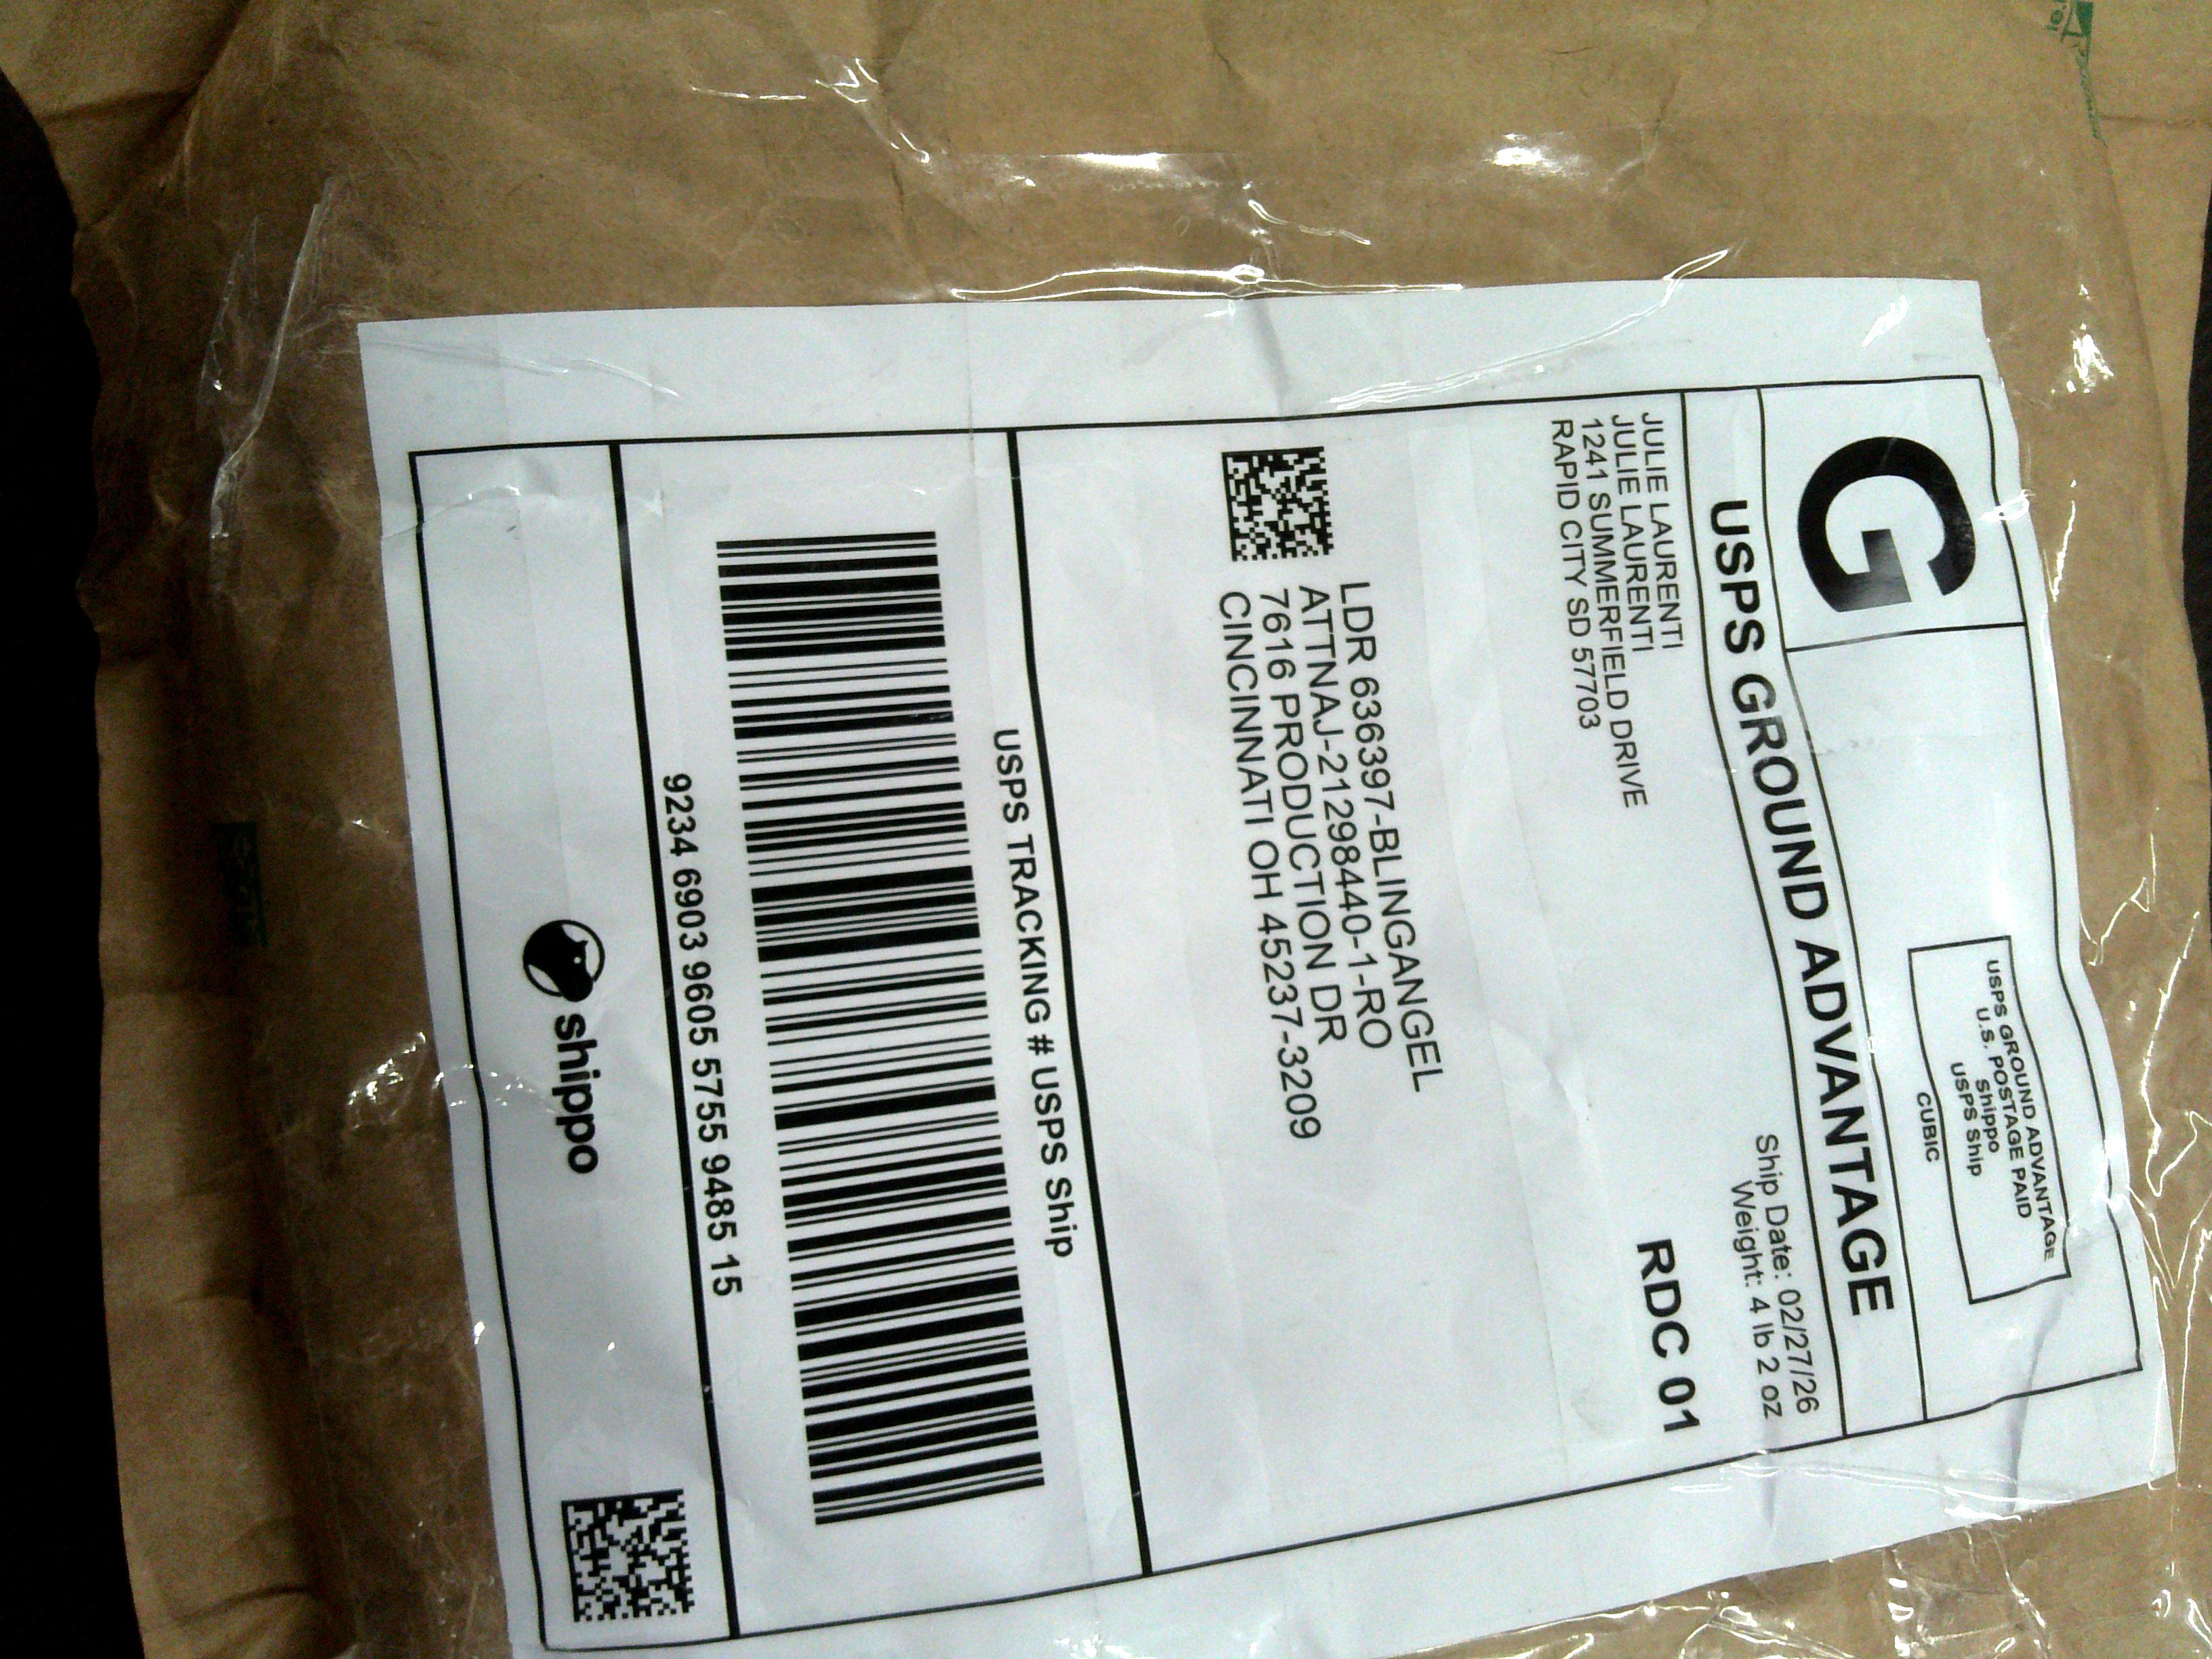 G
USPS GROUND ADVANTAGE
U.S. POSTAGE PAID
Shippo
USPS Ship
CUBIC
USPS GROUND ADVANTAGE
JULIE LAURENTI
JULIE LAURENTI
1241 SUMMERFIELD DRIVE
RAPID CITY SD 57703
Ship Date: 02/27/26
Weight: 4 lb 2 oz
RDC 01
LDR 636397-BLINGANGEL
ATTNAJ-21298440-1-RO
7616 PRODUCTION DR
CINCINNATI OH 45237-3209
USPS TRACKING # USPS Ship
9234 6903 9605 5755 9485 15
shippo